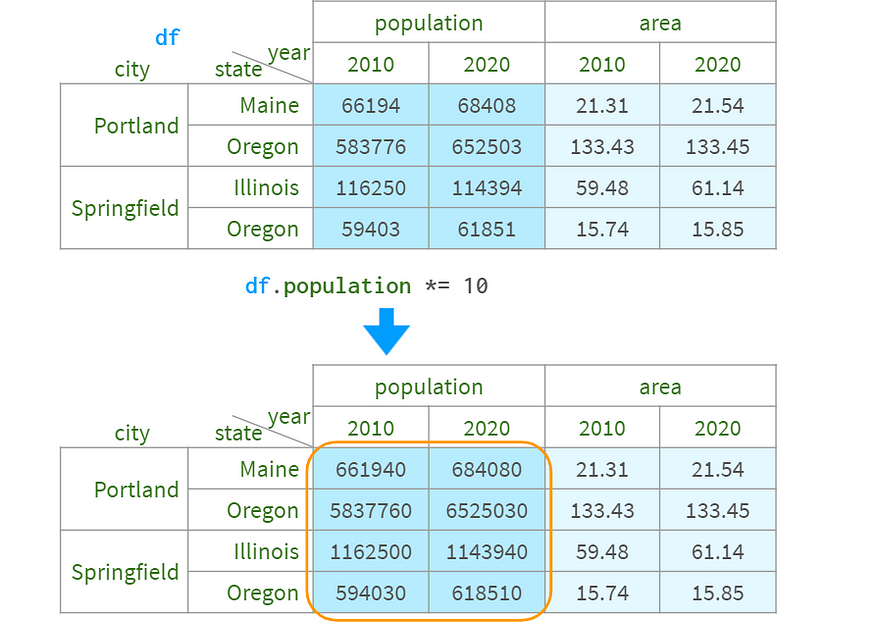 population area
df
year
city state 2010 2020 2010 2020
Portland Maine 66194 68408 21.31 21.54
Oregon 583776 652503 133.43 133.45
Springfield Illinois 116250 114394 59.48 61.14
Oregon 59403 61851 15.74 15.85
df.population *= 10
population area
year
city state 2010 2020 2010 2020
Portland Maine 661940 684080 21.31 21.54
Oregon 5837760 6525030 133.43 133.45
Springfield Illinois 1162500 1143940 59.48 61.14
Oregon 594030 618510 15.74 15.85